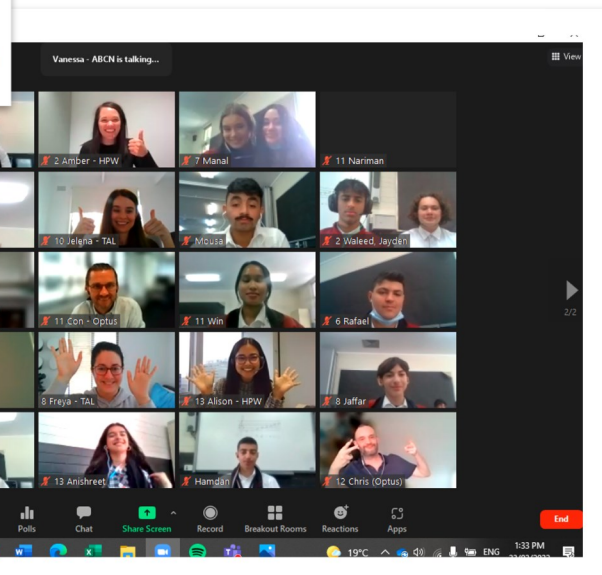 Vanessa - ABCN is talking...
View
2 Amber - HPW
7 Manal
11 Nariman
10 Jelena - TAL
Mousa
2 Waleed, Jayden
11 Con - Optus
11 Win
6 Rafael
2/2
8 Freya - TAL
13 Alison - HPW
8 Jaffar
13 Anishreet
Hamdan
12 Chris (Optus)
Polls
Chat
Share Screen
Record
Breakout Rooms
Reactions
Apps
End
19°C
ENG
1:33 PM